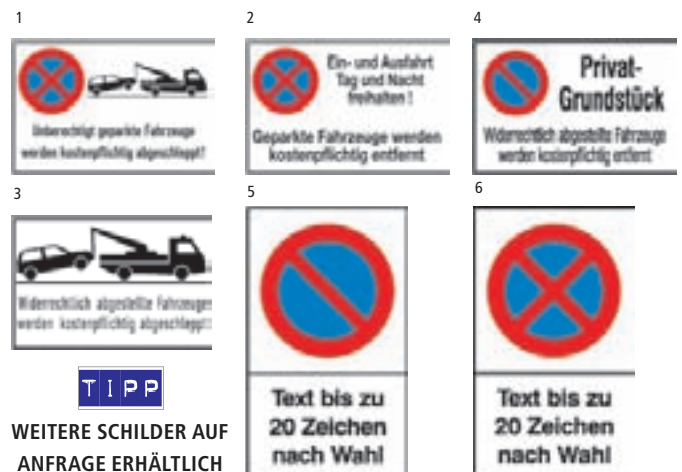 1
Unberechtigt geparkte Fahrzeuge
werden kostenpflichtig abgeschleppt!
2
Ein- und Ausfahrt
Tag und Nacht
freihalten !
Geparkte Fahrzeuge werden
kostenpflichtig entfernt
4
Privat-
Grundstück
Widerrechtlich abgestellte Fahrzeuge
werden kostenpflichtig entfernt
3
Widerrechtlich abgestellte Fahrzeuge
werden kostenpflichtig abgeschleppt!
5
Text bis zu
20 Zeichen
nach Wahl
6
Text bis zu
20 Zeichen
nach Wahl
TIPP
WEITERE SCHILDER AUF
ANFRAGE ERHÄLTLICH